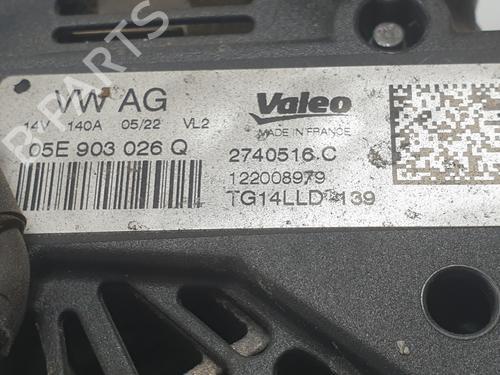 VW AG
14V 140A 05/22 VL2
05E 903 026 Q
Valeo
MADE IN FRANCE
2740516.C
122008979
TG14LLD 139